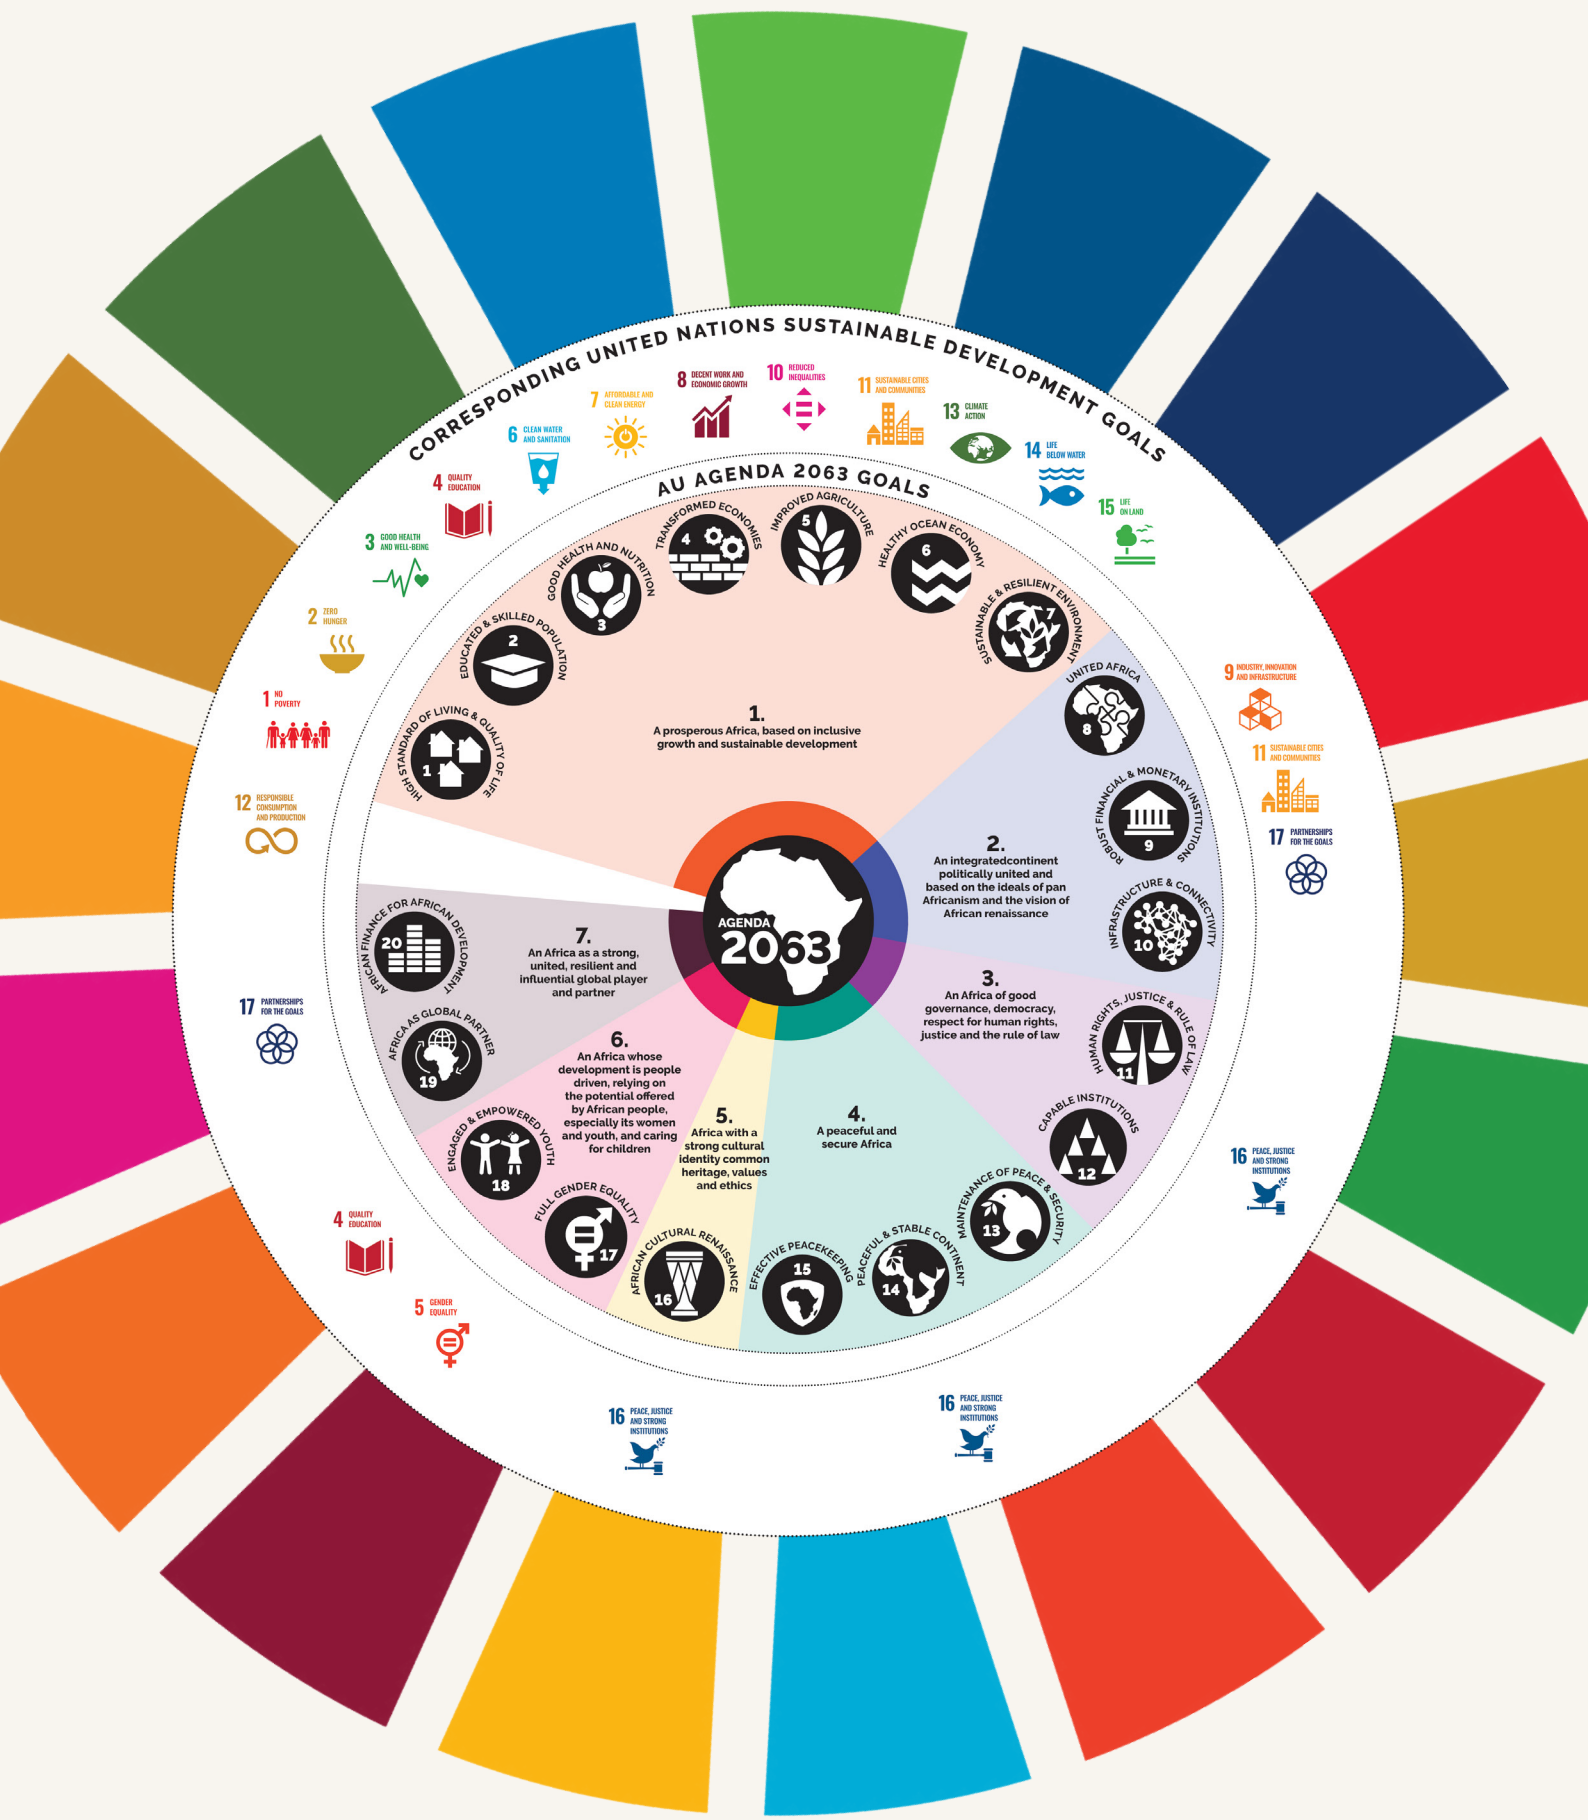 CORRESPONDING UNITED NATIONS SUSTAINABLE DEVELOPMENT GOALS
12 RESPONSIBLE
CONSUMPTION
AND PRODUCTION
1 NO
POVERTY
2 ZERO
HUNGER
3 GOOD HEALTH
AND WELL-BEING
4 QUALITY
EDUCATION
6 CLEAN WATER
AND SANITATION
7 AFFORDABLE AND
CLEAN ENERGY
8 DECENT WORK AND
ECONOMIC GROWTH
10 REDUCED
INEQUALITIES
11 SUSTAINABLE CITIES
AND COMMUNITIES
13 CLIMATE
ACTION
14 LIFE
BELOW WATER
15 LIFE
ON LAND
9 INDUSTRY, INNOVATION
AND INFRASTRUCTURE
11 SUSTAINABLE CITIES
AND COMMUNITIES
17 PARTNERSHIPS
FOR THE GOALS
16 PEACE, JUSTICE
AND STRONG
INSTITUTIONS
16 PEACE, JUSTICE
AND STRONG
INSTITUTIONS
16 PEACE, JUSTICE
AND STRONG
INSTITUTIONS
5 GENDER
EQUALITY
4 QUALITY
EDUCATION
17 PARTNERSHIPS
FOR THE GOALS
AU AGENDA 2063 GOALS
HIGH STANDARD OF LIVING & QUALITY OF LIFE
1
EDUCATED & SKILLED POPULATION
2
GOOD HEALTH AND NUTRITION
3
TRANSFORMED ECONOMIES
4
IMPROVED AGRICULTURE
5
HEALTHY OCEAN ECONOMY
6
SUSTAINABLE & RESILIENT ENVIRONMENT
7
UNITED AFRICA
8
ROBUST FINANCIAL & MONETARY INSTITUTIONS
9
INFRASTRUCTURE & CONNECTIVITY
10
HUMAN RIGHTS, JUSTICE & RULE OF LAW
11
CAPABLE INSTITUTIONS
12
MAINTENANCE OF PEACE & SECURITY
13
PEACEFUL & STABLE CONTINENT
14
EFFECTIVE PEACEKEEPING
15
AFRICAN CULTURAL RENAISSANCE
16
FULL GENDER EQUALITY
17
ENGAGED & EMPOWERED YOUTH
18
AFRICA AS GLOBAL PARTNER
19
AFRICAN FINANCE FOR AFRICAN DEVELOPMENT
20
1.
A prosperous Africa, based on inclusive
growth and sustainable development
2.
An integratedcontinent
politically united and
based on the ideals of pan
Africanism and the vision of
African renaissance
3.
An Africa of good
governance, democracy,
respect for human rights,
justice and the rule of law
4.
A peaceful and
secure Africa
5.
Africa with a
strong cultural
identity common
heritage, values
and ethics
6.
An Africa whose
development is people
driven, relying on
the potential offered
by African people,
especially its women
and youth, and caring
for children
7.
An Africa as a strong,
united, resilient and
influential global player
and partner
AGENDA
2063